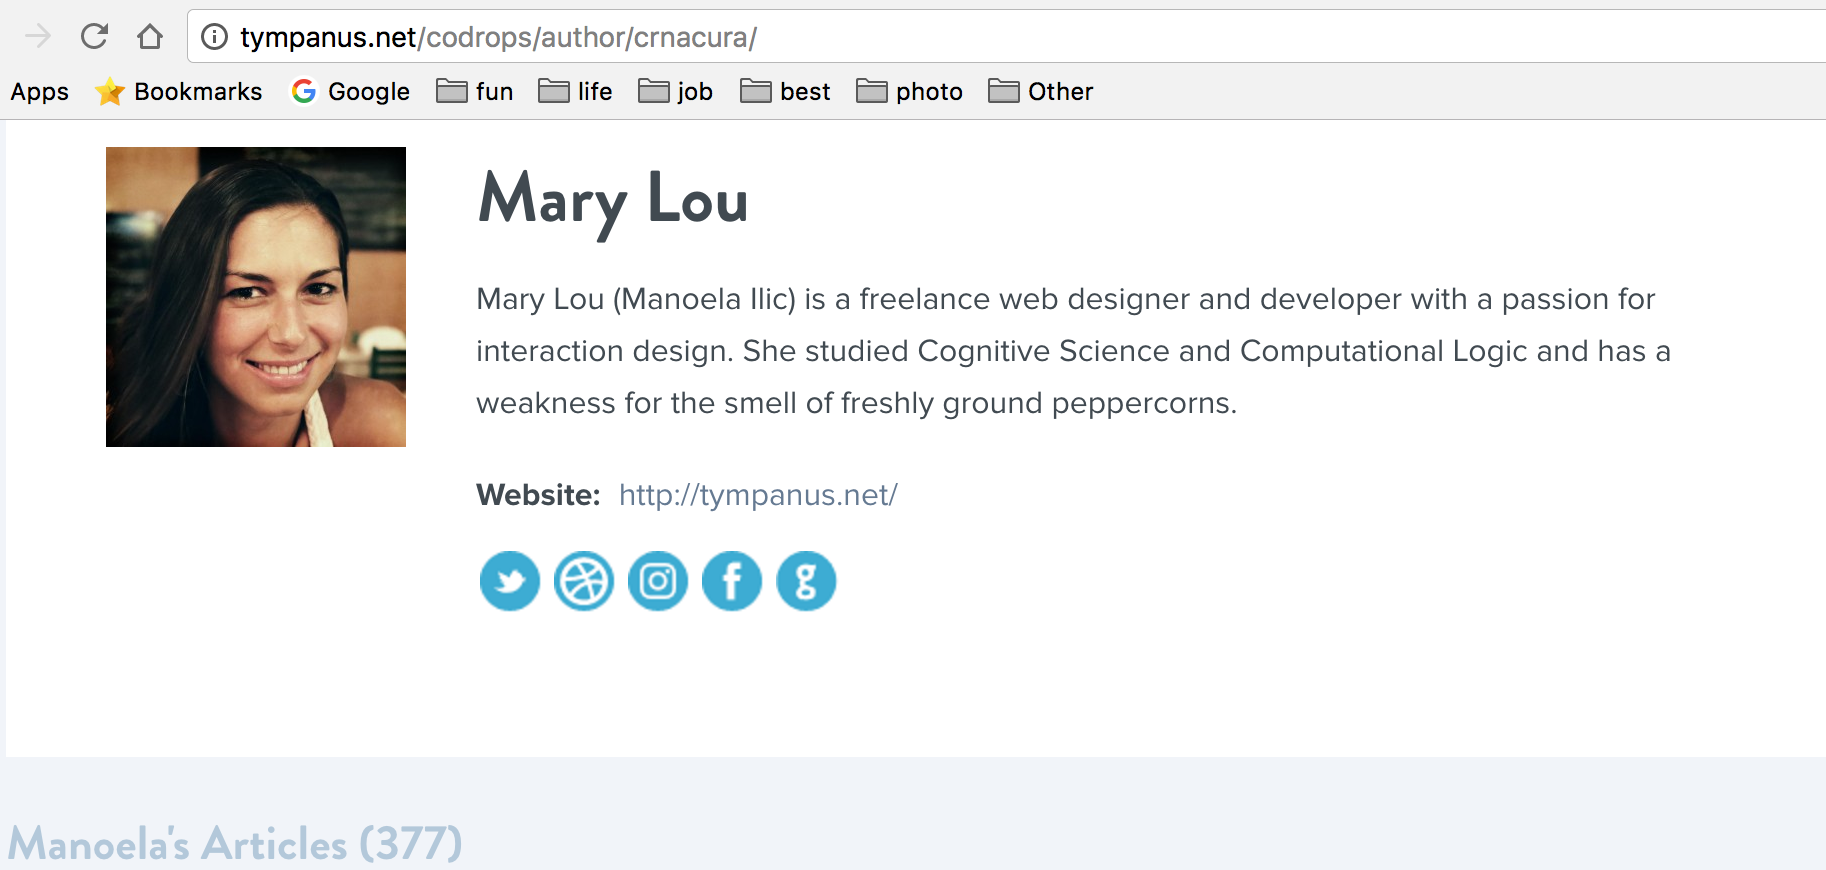 tympanus.net/codrops/author/crnacura/
Apps Bookmarks Google fun life job best photo Other
Mary Lou
Mary Lou (Manoela Ilic) is a freelance web designer and developer with a passion for
interaction design. She studied Cognitive Science and Computational Logic and has a
weakness for the smell of freshly ground peppercorns.
Website: http://tympanus.net/
Manoela's Articles (377)